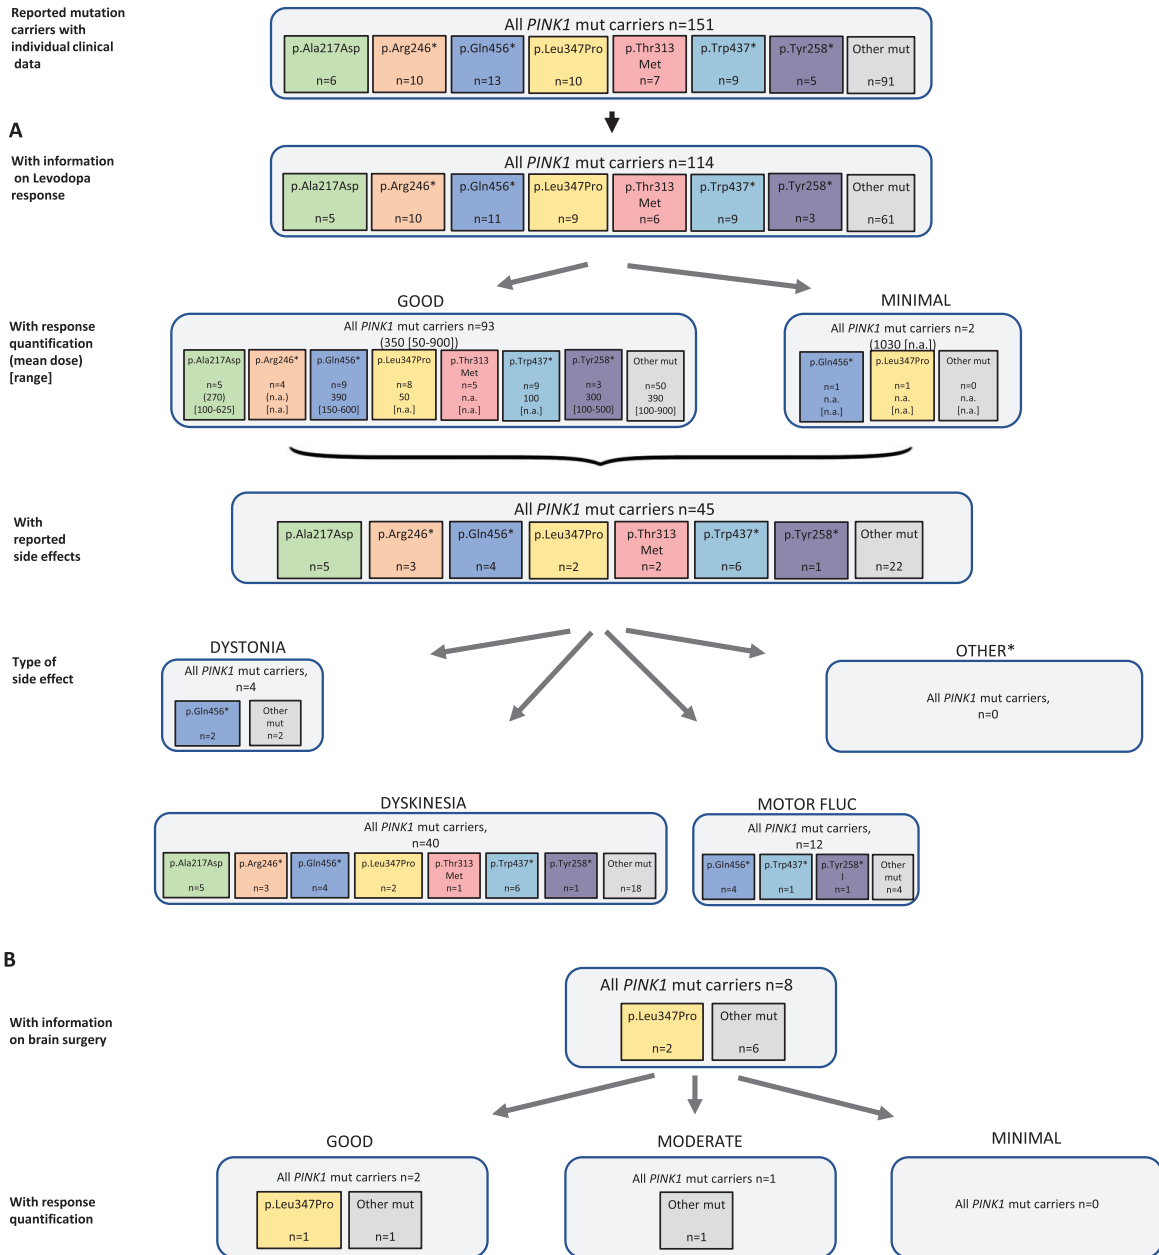 Reported mutation
carriers with
individual clinical
data
All PINK1 mut carriers n=151
p.Ala217Asp
n=6
p.Arg246*
n=10
p.Gln456*
n=13
p.Leu347Pro
n=10
p.Thr313
Met
n=7
p.Trp437*
n=9
p.Tyr258*
n=5
Other mut
n=91
A
With information
on Levodopa
response
All PINK1 mut carriers n=114
p.Ala217Asp
n=5
p.Arg246*
n=10
p.Gln456*
n=11
p.Leu347Pro
n=9
p.Thr313
Met
n=6
p.Trp437*
n=9
p.Tyr258*
n=3
Other mut
n=61
With response
quantification
(mean dose)
[range]
GOOD
All PINK1 mut carriers n=93
(350 [50-900])
p.Ala217Asp
n=5
(270)
[100-625]
p.Arg246*
n=4
(n.a.)
[n.a.]
p.Gln456*
n=9
390
[150-600]
p.Leu347Pro
n=8
50
[n.a.]
p.Thr313
Met
n=5
n.a.
[n.a.]
p.Trp437*
n=9
100
[n.a.]
p.Tyr258*
n=3
300
[100-500]
Other mut
n=50
390
[100-900]
MINIMAL
All PINK1 mut carriers n=2
(1030 [n.a.])
p.Gln456*
n=1
n.a.
[n.a.]
p.Leu347Pro
n=1
n.a.
[n.a.]
Other mut
n=0
n.a.
[n.a.]
With
reported
side effects
All PINK1 mut carriers n=45
p.Ala217Asp
n=5
p.Arg246*
n=3
p.Gln456*
n=4
p.Leu347Pro
n=2
p.Thr313
Met
n=2
p.Trp437*
n=6
p.Tyr258*
n=1
Other mut
n=22
Type of
side effect
DYSTONIA
All PINK1 mut carriers,
n=4
p.Gln456*
n=2
Other
mut
n=2
OTHER*
All PINK1 mut carriers,
n=0
DYSKINESIA
All PINK1 mut carriers,
n=40
p.Ala217Asp
n=5
p.Arg246*
n=3
p.Gln456*
n=4
p.Leu347Pro
n=2
p.Thr313
Met
n=1
p.Trp437*
n=6
p.Tyr258*
n=1
Other mut
n=18
MOTOR FLUC
All PINK1 mut carriers,
n=12
p.Gln456*
n=4
p.Trp437*
n=1
p.Tyr258*
l
n=1
Other
mut
n=4
B
With information
on brain surgery
All PINK1 mut carriers n=8
p.Leu347Pro
n=2
Other mut
n=6
With response
quantification
GOOD
All PINK1 mut carriers n=2
p.Leu347Pro
n=1
Other mut
n=1
MODERATE
All PINK1 mut carriers n=1
Other mut
n=1
MINIMAL
All PINK1 mut carriers n=0